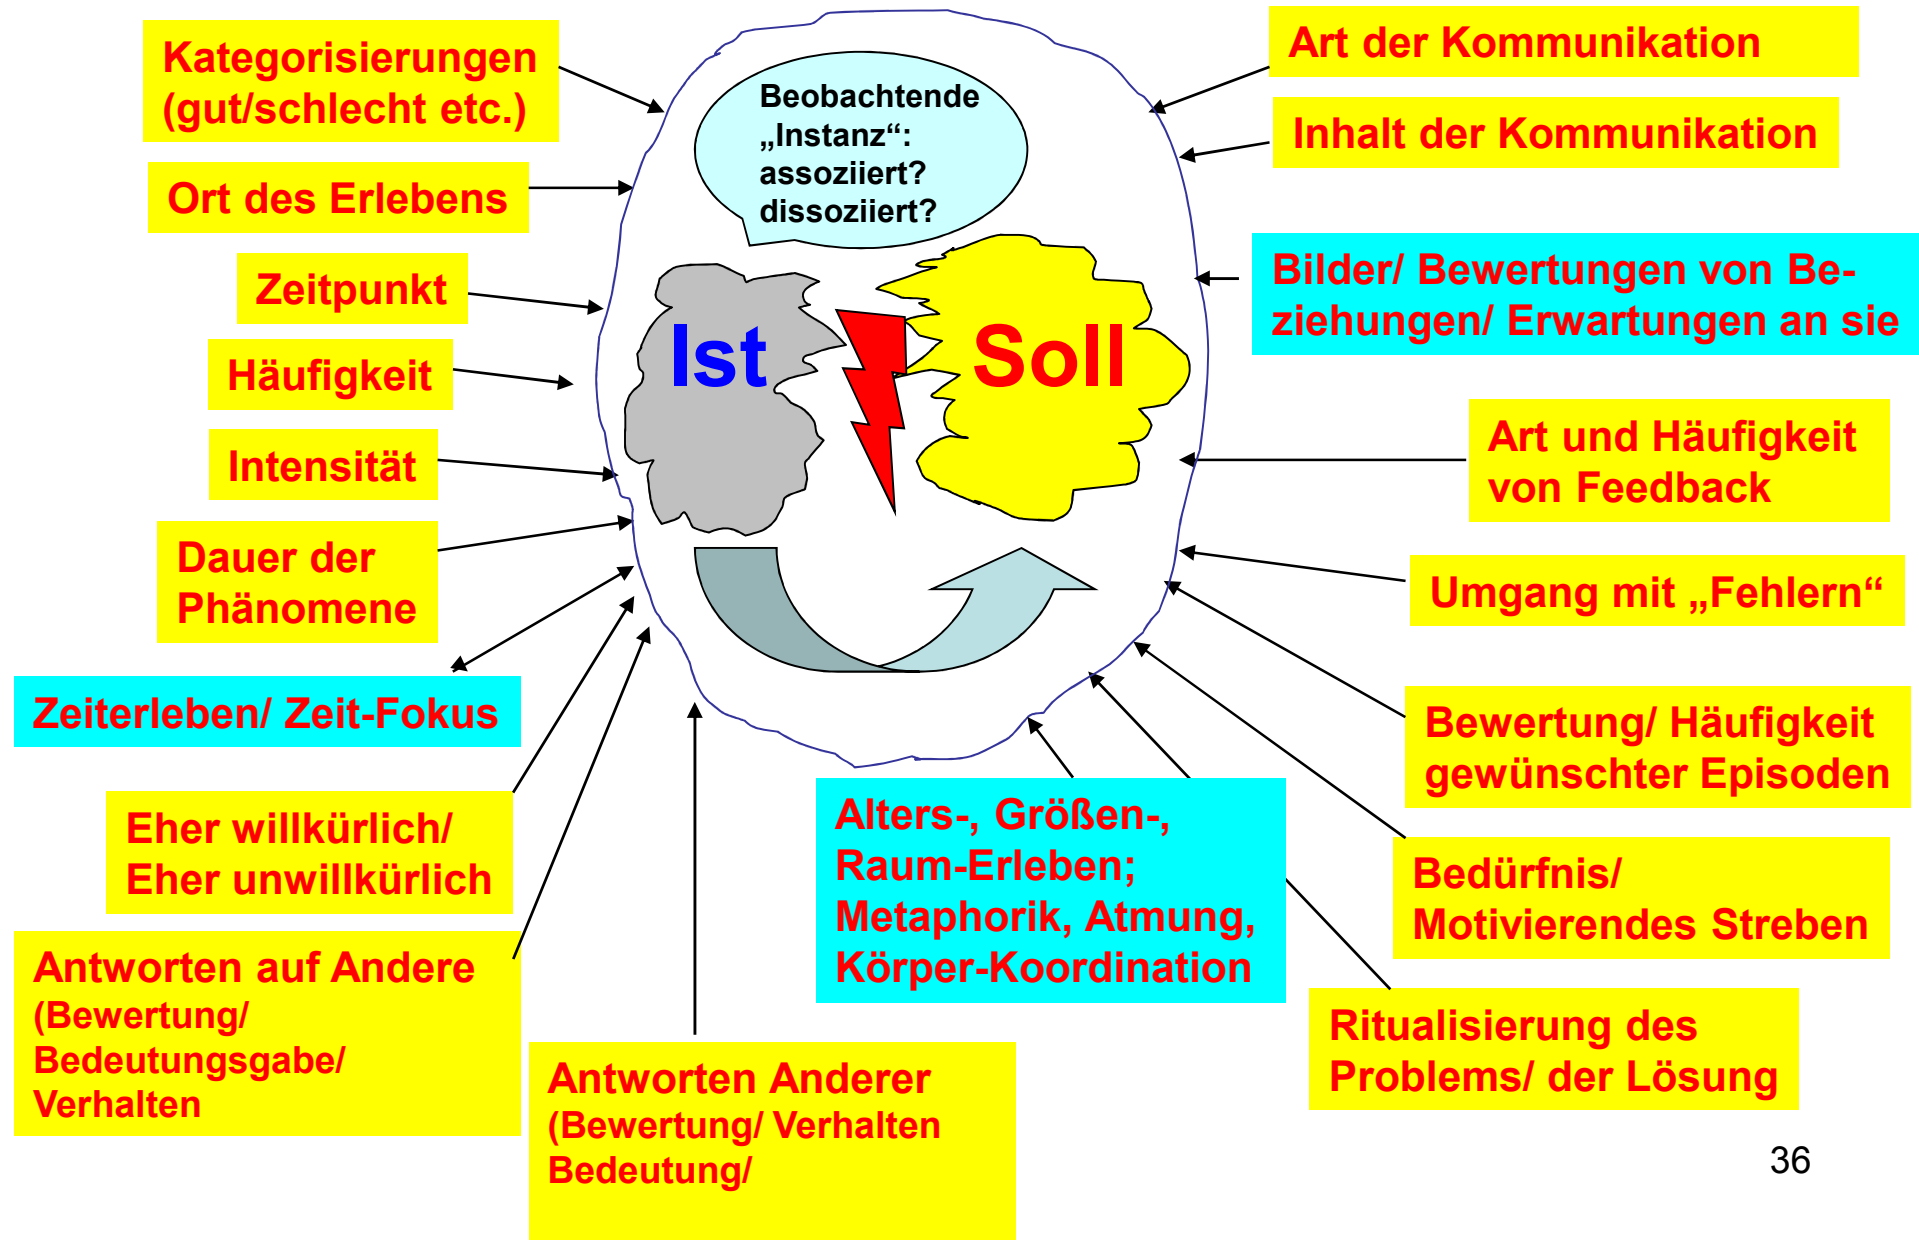 Kategorisierungen
(gut/schlecht etc.)
Ort des Erlebens
Zeitpunkt
Häufigkeit
Intensität
Dauer der
Phänomene
Zeiterleben/ Zeit-Fokus
Eher willkürlich/
Eher unwillkürlich
Antworten auf Andere
(Bewertung/
Bedeutungsgabe/
Verhalten
Beobachtende
„Instanz“:
assoziiert?
dissoziiert?
Ist
Soll
Antworten Anderer
(Bewertung/ Verhalten
Bedeutung/
Alters-, Größen-,
Raum-Erleben;
Metaphorik, Atmung,
Körper-Koordination
Art der Kommunikation
Inhalt der Kommunikation
Bilder/ Bewertungen von Be-
ziehungen/ Erwartungen an sie
Art und Häufigkeit
von Feedback
Umgang mit „Fehlern“
Bewertung/ Häufigkeit
gewünschter Episoden
Bedürfnis/
Motivierendes Streben
Ritualisierung des
Problems/ der Lösung
36